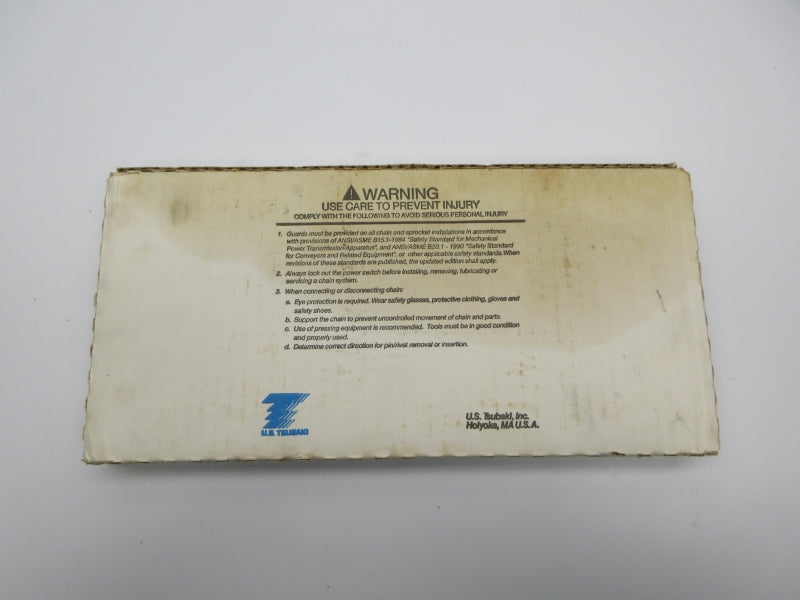 WARNING
USE CARE TO PREVENT INJURY
COMPLY WITH THE FOLLOWING TO AVOID SERIOUS PERSONAL INJURY
1. Guards must be provided on all chain and sprocket installations in accordance
with provisions of ANSI/ASME B15.1-1984 "Safety Standard for Mechanical
Power Transmission Apparatus", and ANSI/ASME B20.1 - 1990 "Safety Standard
for Conveyors and Related Equipment", or other applicable safety standards. When
revisions of these standards are published, the updated edition shall apply.
2. Always lock out the power switch before installing, removing, lubricating or
servicing a chain system.
3. When connecting or disconnecting chain:
a. Eye protection is required. Wear safety glasses, protective clothing, gloves and
safety shoes.
b. Support the chain to prevent uncontrolled movement of chain and parts.
c. Use of pressing equipment is recommended. Tools must be in good condition
and properly used.
d. Determine correct direction for pin/rivet removal or insertion.
U.S. TSUBAKI
U.S. Tsubaki, Inc.
Holyoke, MA U.S.A.